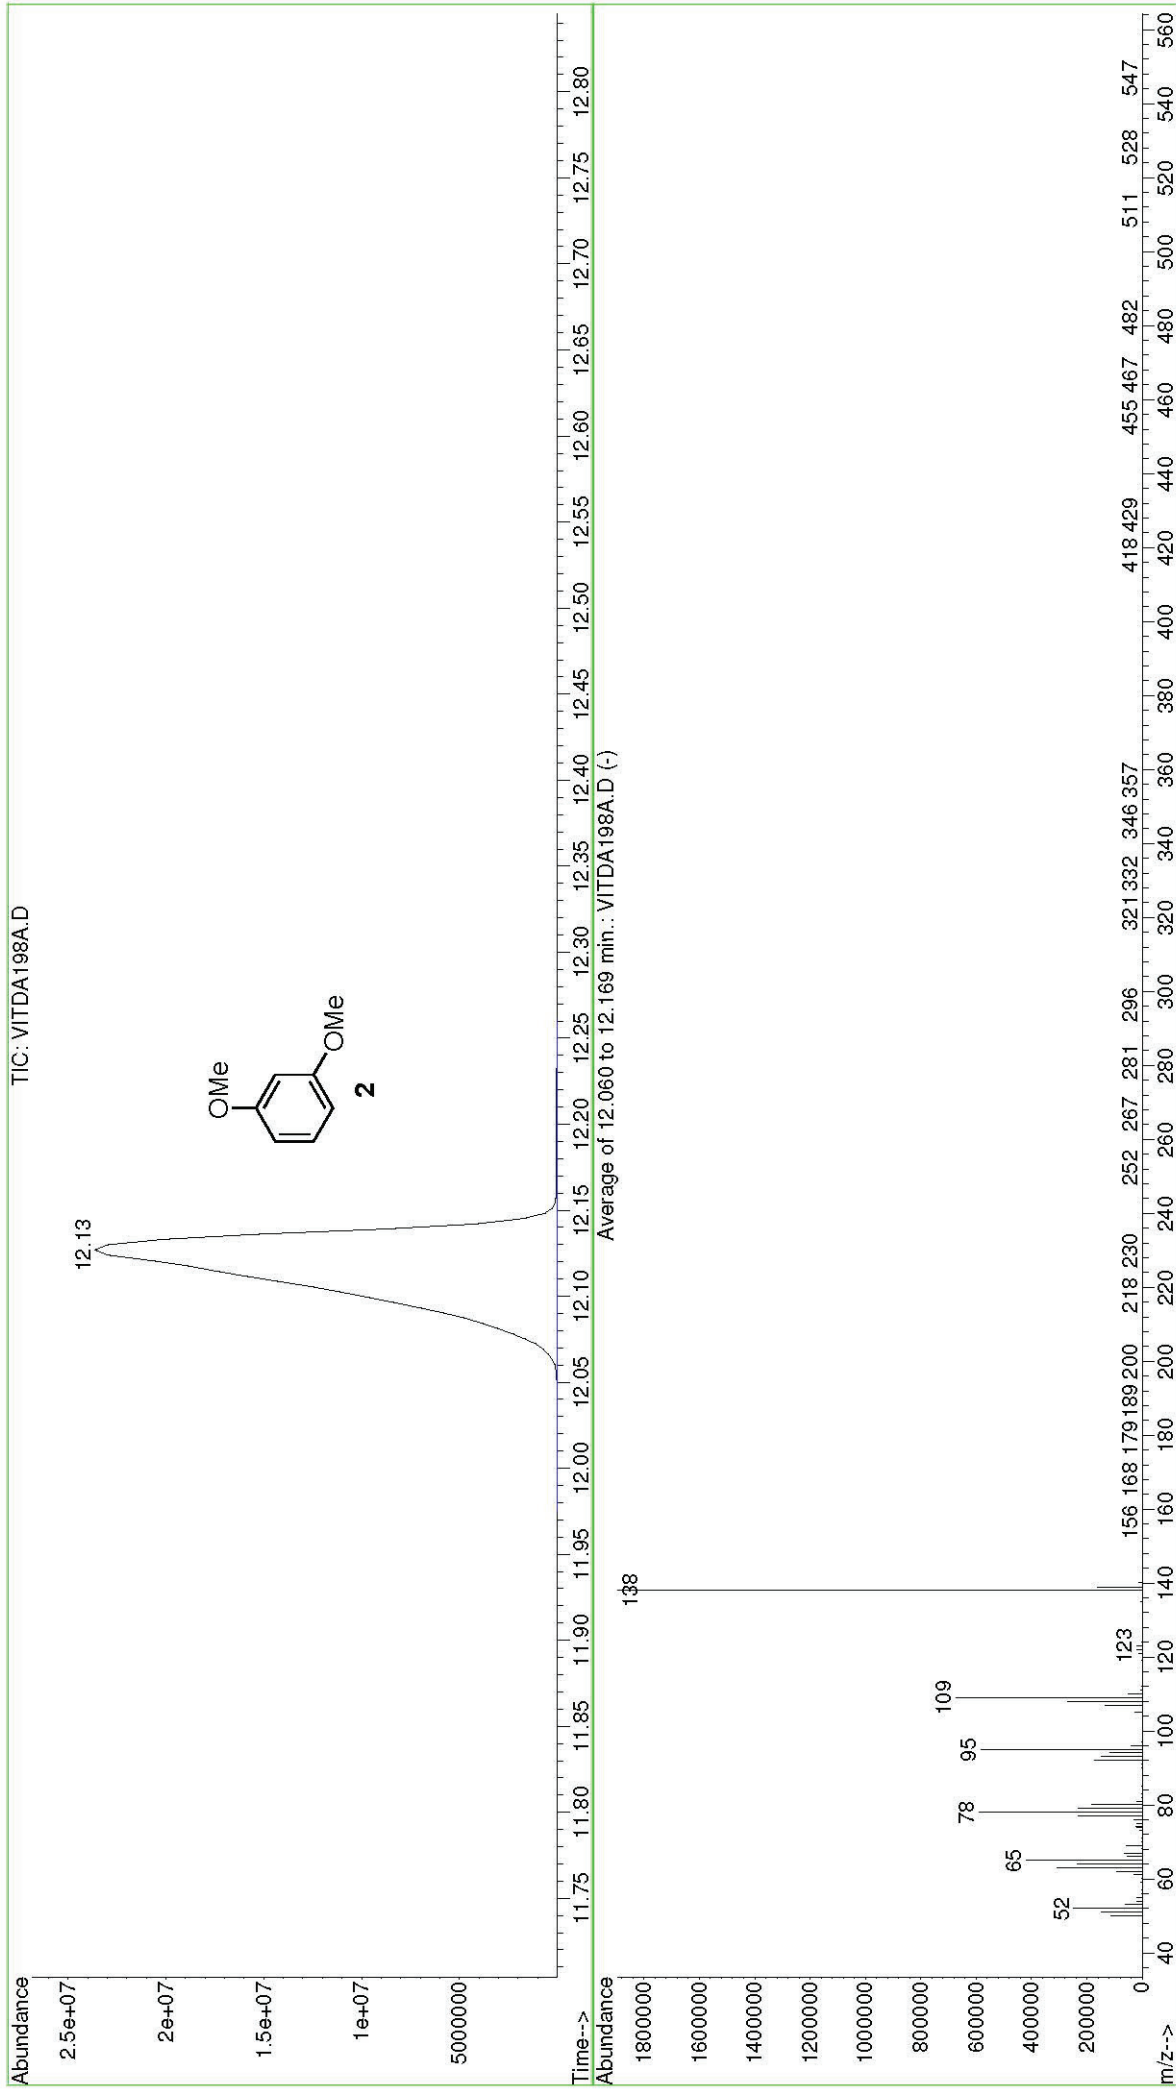 Abundance
TIC: VITDA198A.D
2.5e+07
2e+07
1.5e+07
1e+07
5000000
12.13
OMe
OMe
2
Time-->
11.75 11.80 11.85 11.90 11.95 12.00 12.05 12.10 12.15 12.20 12.25 12.30 12.35 12.40 12.45 12.50 12.55 12.60 12.65 12.70 12.75 12.80
Abundance
Average of 12.060 to 12.169 min.: VITDA198A.D (-)
1800000
1600000
1400000
1200000
1000000
800000
600000
400000
200000
0
52 65 78 95 109 123 138 156 168 179 189 200 218 230 252 267 281 296 321 332 346 357 418 429 455 467 482 511 528 547
m/z-->
40 60 80 100 120 140 160 180 200 220 240 260 280 300 320 340 360 380 400 420 440 460 480 500 520 540 560